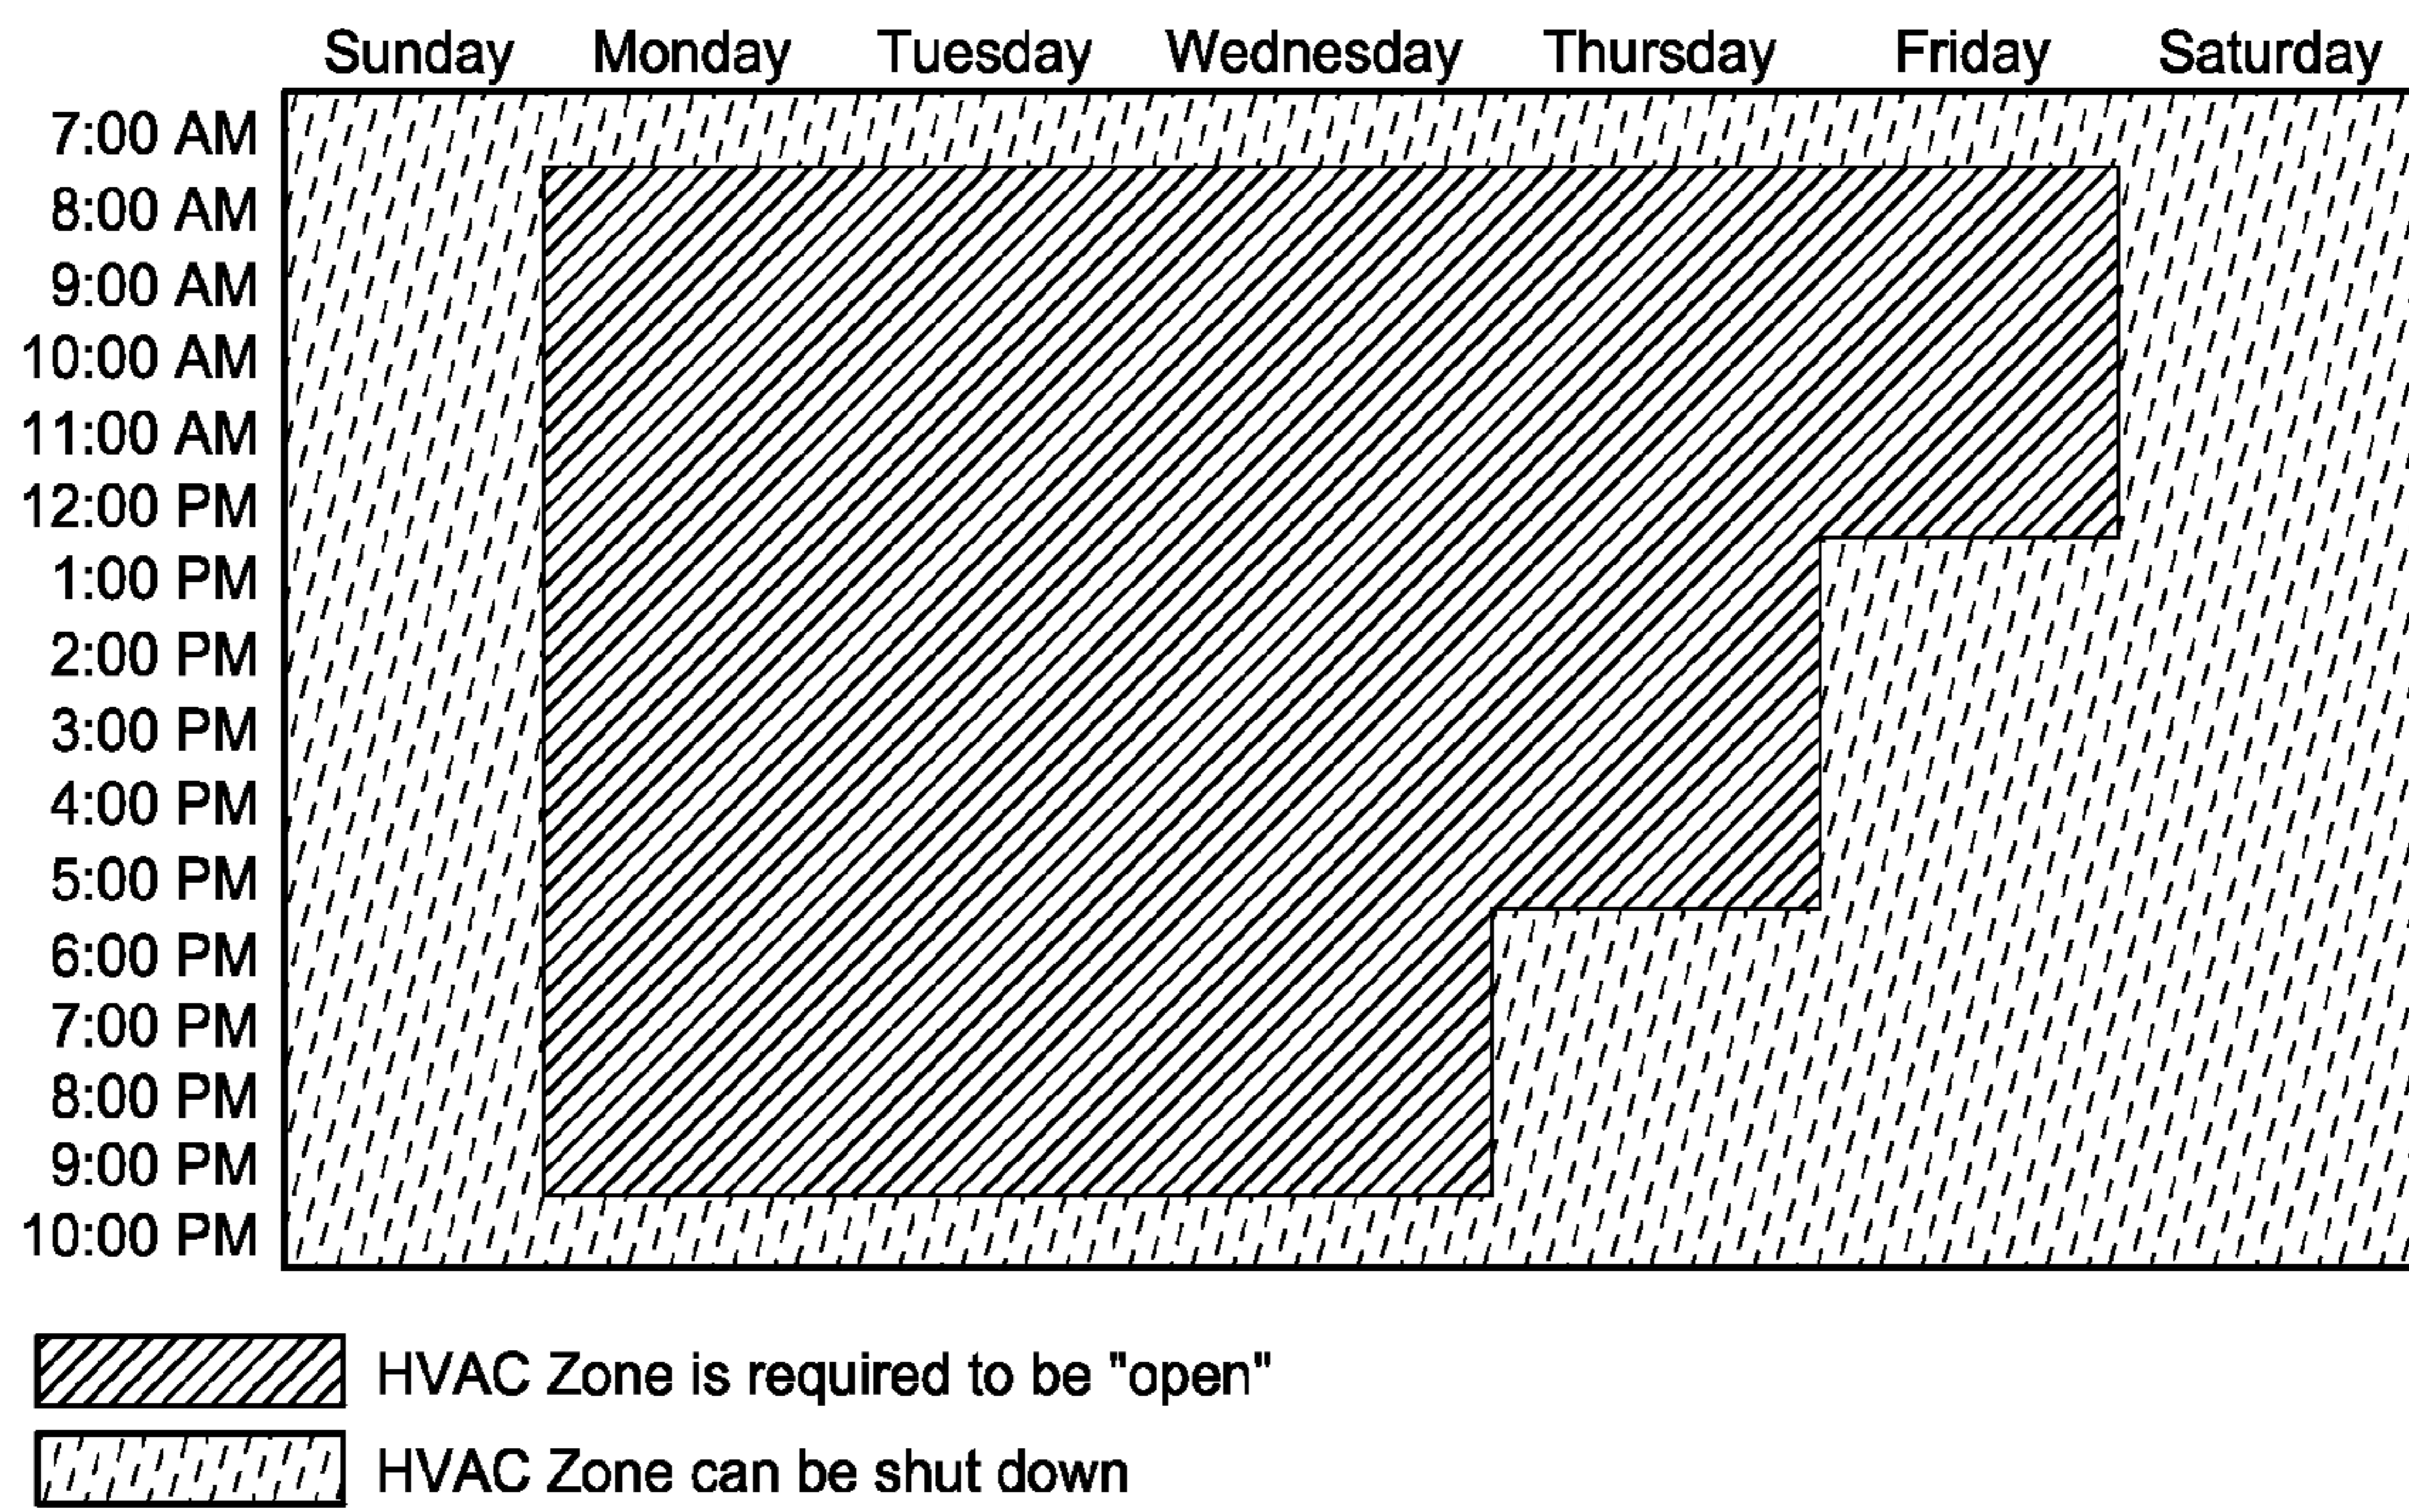 Sunday Monday Tuesday Wednesday Thursday Friday Saturday
7:00 AM
8:00 AM
9:00 AM
10:00 AM
11:00 AM
12:00 PM
1:00 PM
2:00 PM
3:00 PM
4:00 PM
5:00 PM
6:00 PM
7:00 PM
8:00 PM
9:00 PM
10:00 PM
HVAC Zone is required to be "open"
HVAC Zone can be shut down